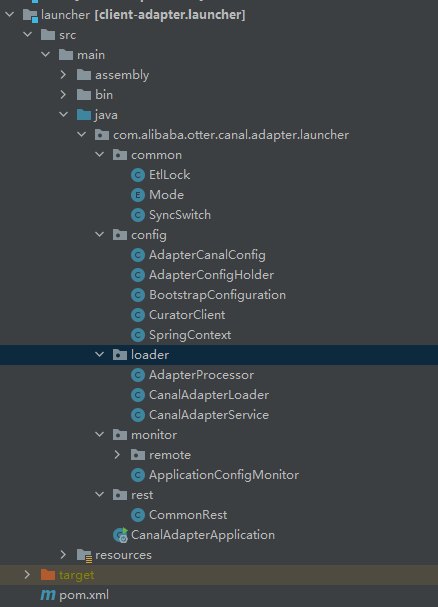 launcher [client-adapter.launcher]
src
main
assembly
bin
java
com.alibaba.otter.canal.adapter.launcher
common
EtlLock
Mode
SyncSwitch
config
AdapterCanalConfig
AdapterConfigHolder
BootstrapConfiguration
CuratorClient
SpringContext
loader
AdapterProcessor
CanalAdapterLoader
CanalAdapterService
monitor
remote
ApplicationConfigMonitor
rest
CommonRest
CanalAdapterApplication
resources
target
pom.xml